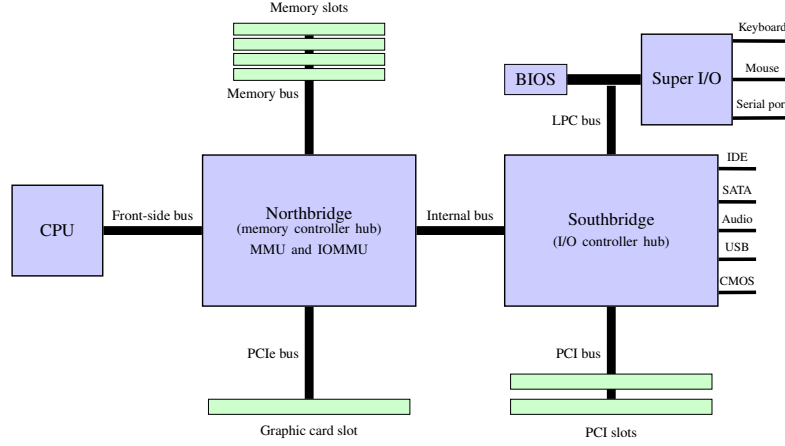 Memory slots
Memory bus
BIOS
Super I/O
Keyboard
Mouse
Serial por
LPC bus
CPU
Front-side bus
Northbridge
(memory controller hub)
MMU and IOMMU
Internal bus
Southbridge
(I/O controller hub)
IDE
SATA
Audio
USB
CMOS
PCIe bus
Graphic card slot
PCI bus
PCI slots